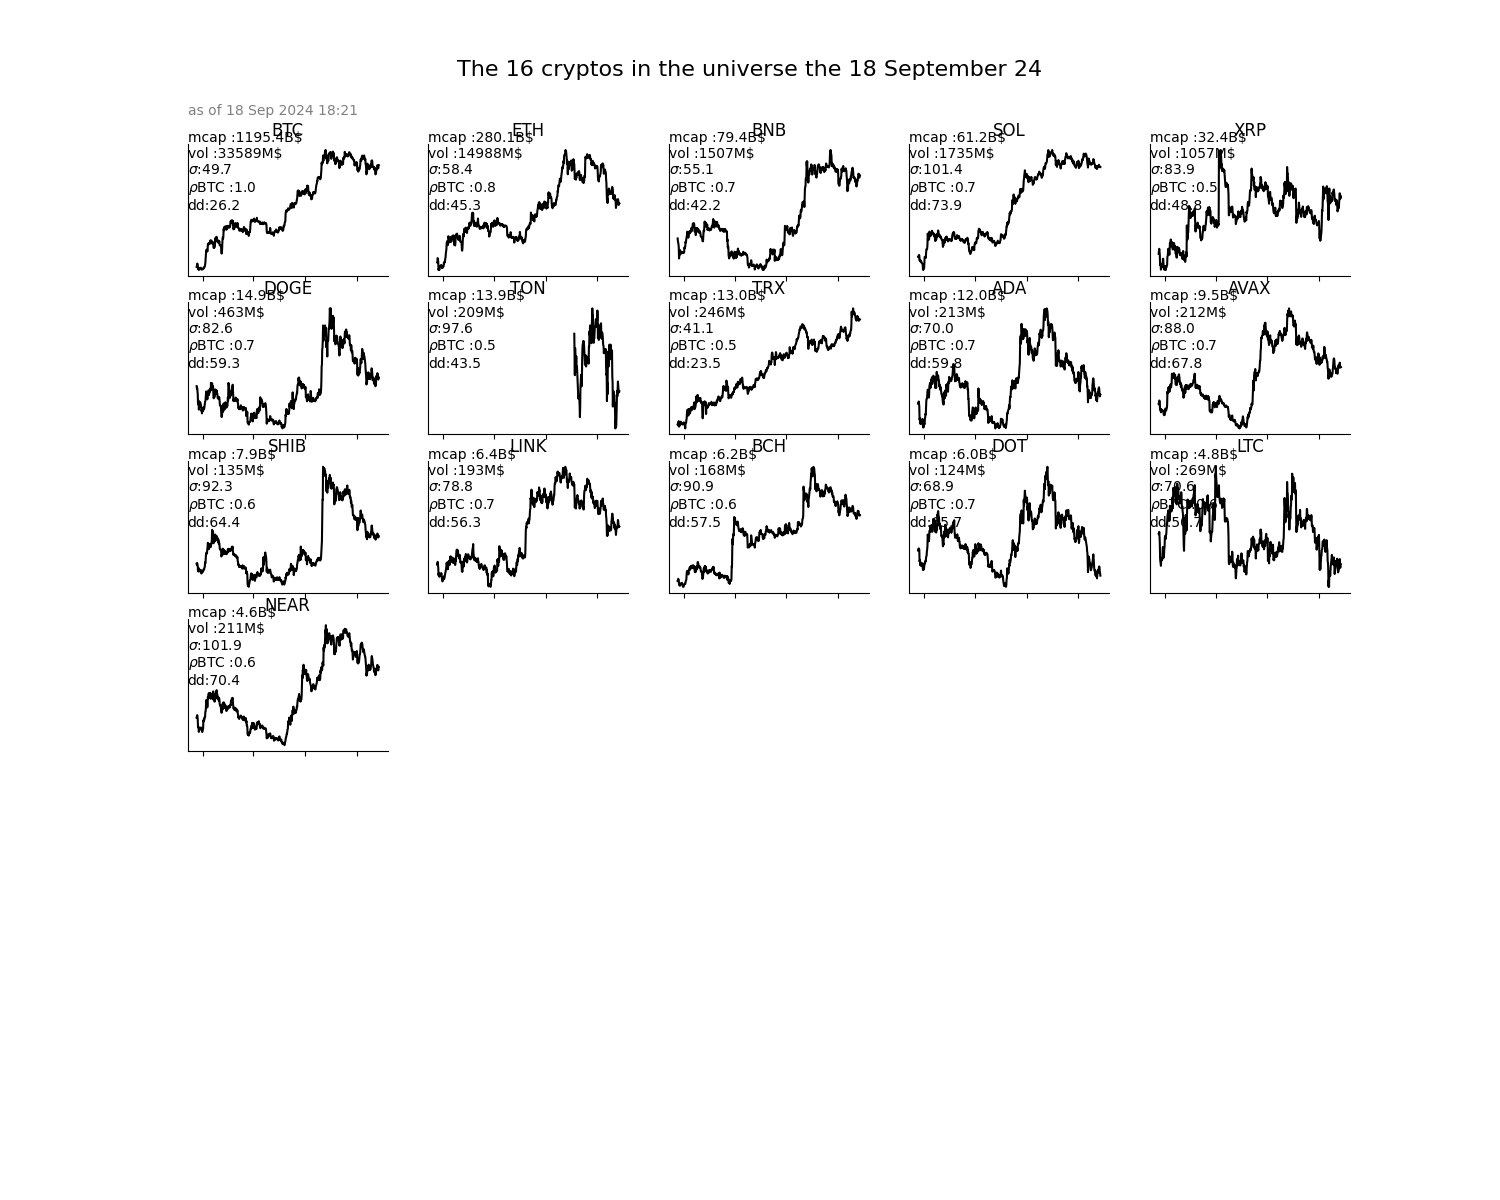 The 16 cryptos in the universe the 18 September 24
as of 18 Sep 2024 18:21
BTC
mcap :1195.4B$
vol :33589M$
σ:49.7
ρBTC :1.0
dd:26.2
ETH
mcap :280.1B$
vol :14988M$
σ:58.4
ρBTC :0.8
dd:45.3
BNB
mcap :79.4B$
vol :1507M$
σ:55.1
ρBTC :0.7
dd:42.2
SOL
mcap :61.2B$
vol :1735M$
σ:101.4
ρBTC :0.7
dd:73.9
XRP
mcap :32.4B$
vol :1057M$
σ:83.9
ρBTC :0.5
dd:48.8
DOGE
mcap :14.9B$
vol :463M$
σ:82.6
ρBTC :0.7
dd:59.3
TON
mcap :13.9B$
vol :209M$
σ:97.6
ρBTC :0.5
dd:43.5
TRX
mcap :13.0B$
vol :246M$
σ:41.1
ρBTC :0.5
dd:23.5
ADA
mcap :12.0B$
vol :213M$
σ:70.0
ρBTC :0.7
dd:59.8
AVAX
mcap :9.5B$
vol :212M$
σ:88.0
ρBTC :0.7
dd:67.8
SHIB
mcap :7.9B$
vol :135M$
σ:92.3
ρBTC :0.6
dd:64.4
LINK
mcap :6.4B$
vol :193M$
σ:78.8
ρBTC :0.7
dd:56.3
BCH
mcap :6.2B$
vol :168M$
σ:90.9
ρBTC :0.6
dd:57.5
DOT
mcap :6.0B$
vol :124M$
σ:68.9
ρBTC :0.7
LTC
mcap :4.8B$
vol :269M$
σ:70.6
NEAR
mcap :4.6B$
vol :211M$
σ:101.9
ρBTC :0.6
dd:70.4